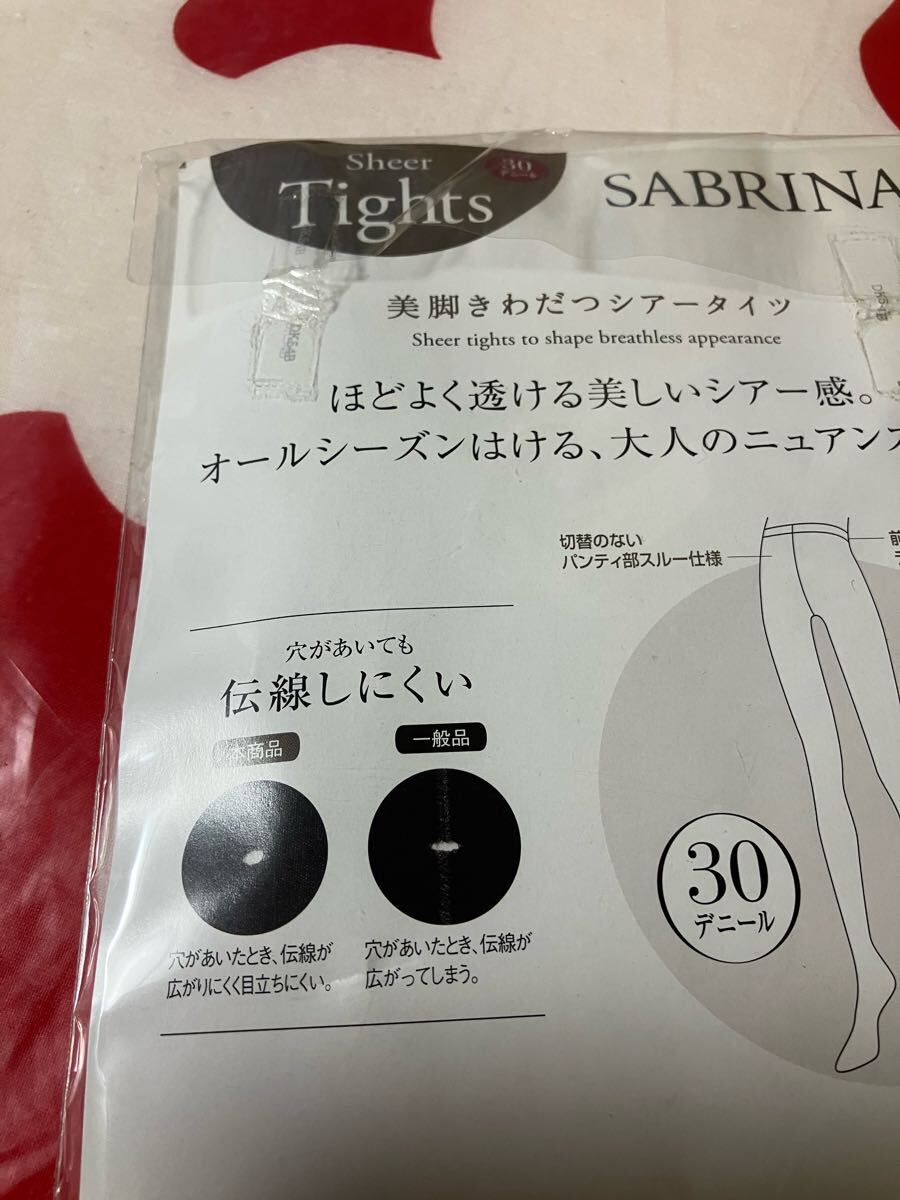 Sheer
Tights
30
デニール
SABRINA
美脚きわだつシアータイツ
Sheer tights to shape breathless appearance
ほどよく透ける美しいシアー感。
オールシーズンはける、大人のニュアンス
切替のない
パンティ部スルー仕様
前
穴があいても
伝線しにくい
本商品
一般品
穴があいたとき、伝線が
広がりにくく目立ちにくい。
穴があいたとき、伝線が
広がってしまう。
30
デニール